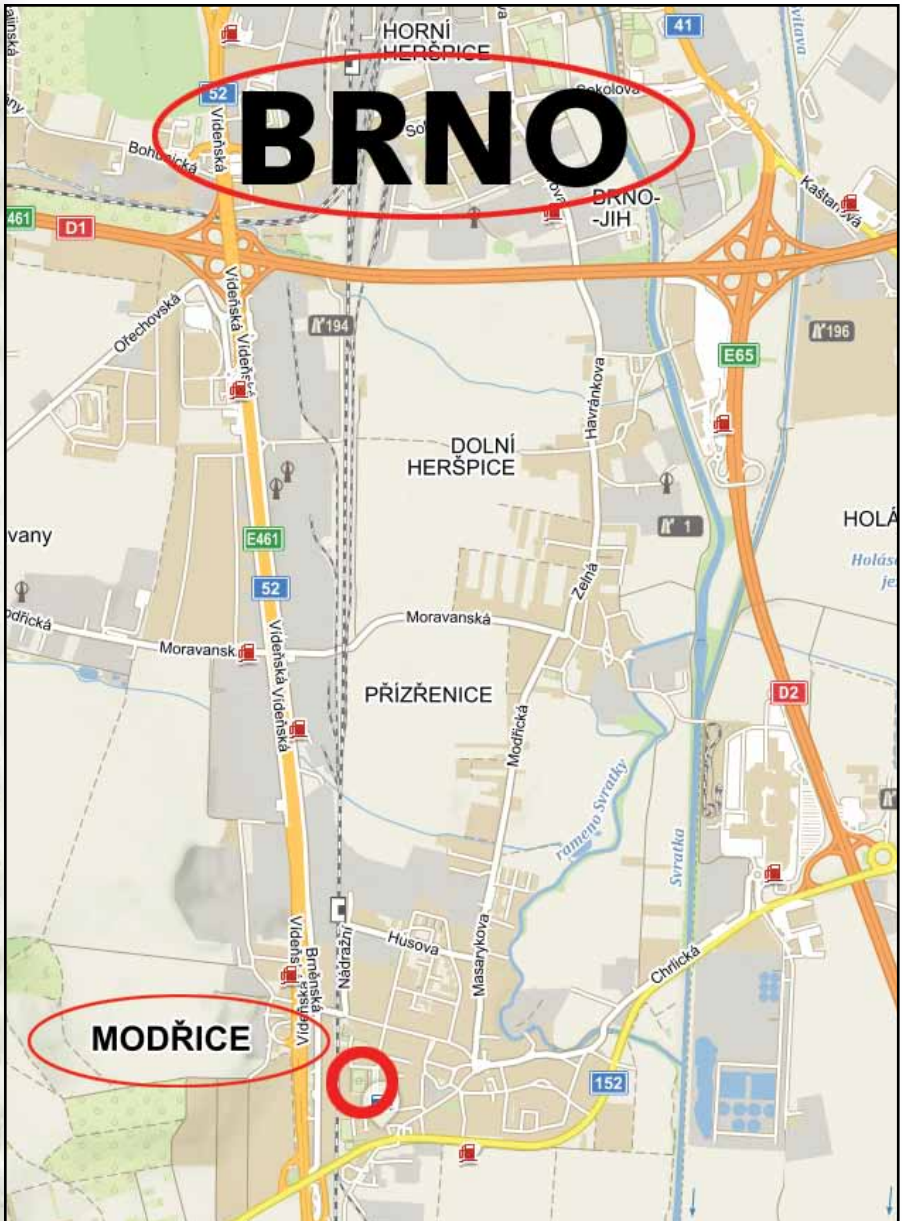 HORNÍ
HERŠPICE
41
Svitava
52
Vídeňská
Sokolova
BRNO
Bohunická
BRNO-
-JIH
Kaštanová
461
D1
Vídeňská
Vídeňská
Ořechovská
194
196
E65
Havránkova
DOLNÍ
HERŠPICE
1
E461
52
Zelná
Moravanská
Moravansk
Vídeňská
Vídeňská
PŘÍZŘENICE
D2
Modřická
rameno Svratky
Svratka
Nádražní
Husova
Masarykova
Chrlická
Brněnská
Vídeňská
MODŘICE
152